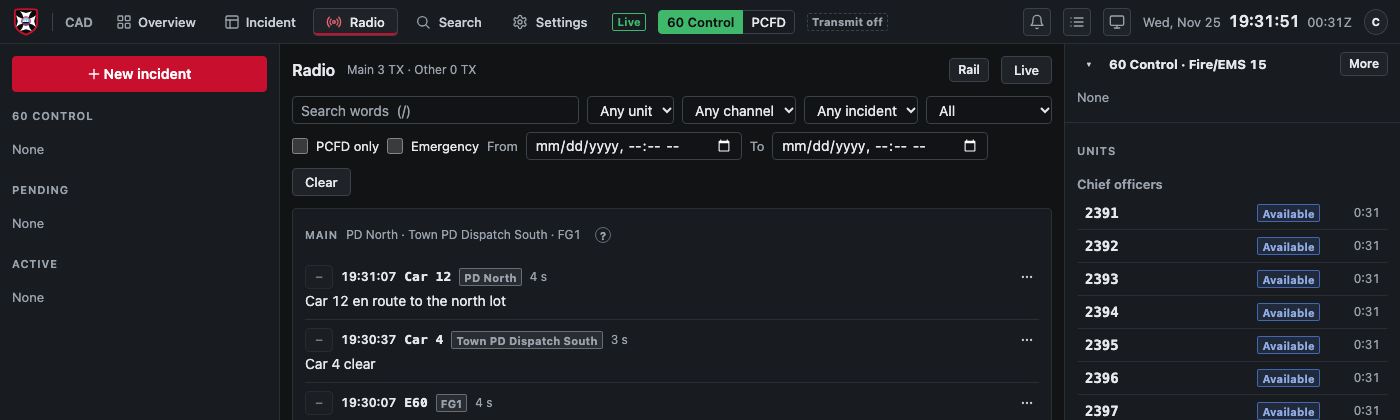 CAD Overview Incident Radio Search Settings Live 60 Control PCFD Transmit off Wed, Nov 25 19:31:51 00:31Z C
+ New incident
60 CONTROL
None
PENDING
None
ACTIVE
None
Radio Main 3 TX · Other 0 TX Rail Live
Search words (/) Any unit Any channel Any incident All
PCFD only Emergency From mm/dd/yyyy, --:-- -- To mm/dd/yyyy, --:-- --
Clear
MAIN PD North · Town PD Dispatch South · FG1 ?
– 19:31:07 Car 12 PD North 4 s ...
Car 12 en route to the north lot
– 19:30:37 Car 4 Town PD Dispatch South 3 s ...
Car 4 clear
– 19:30:07 E60 FG1 4 s ...
▾ 60 Control · Fire/EMS 15 More
None
UNITS
Chief officers
2391 Available 0:31
2392 Available 0:31
2393 Available 0:31
2394 Available 0:31
2395 Available 0:31
2396 Available 0:31
2397 Available 0:31